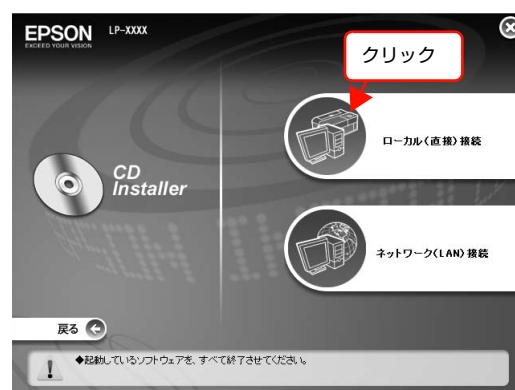 EPSON
EXCEED YOUR VISION
LP-XXXX
クリック
ローカル（直接）接続
CD
Installer
ネットワーク（LAN）接続
戻る
◆起動しているソフトウェアを、すべて終了させてください。